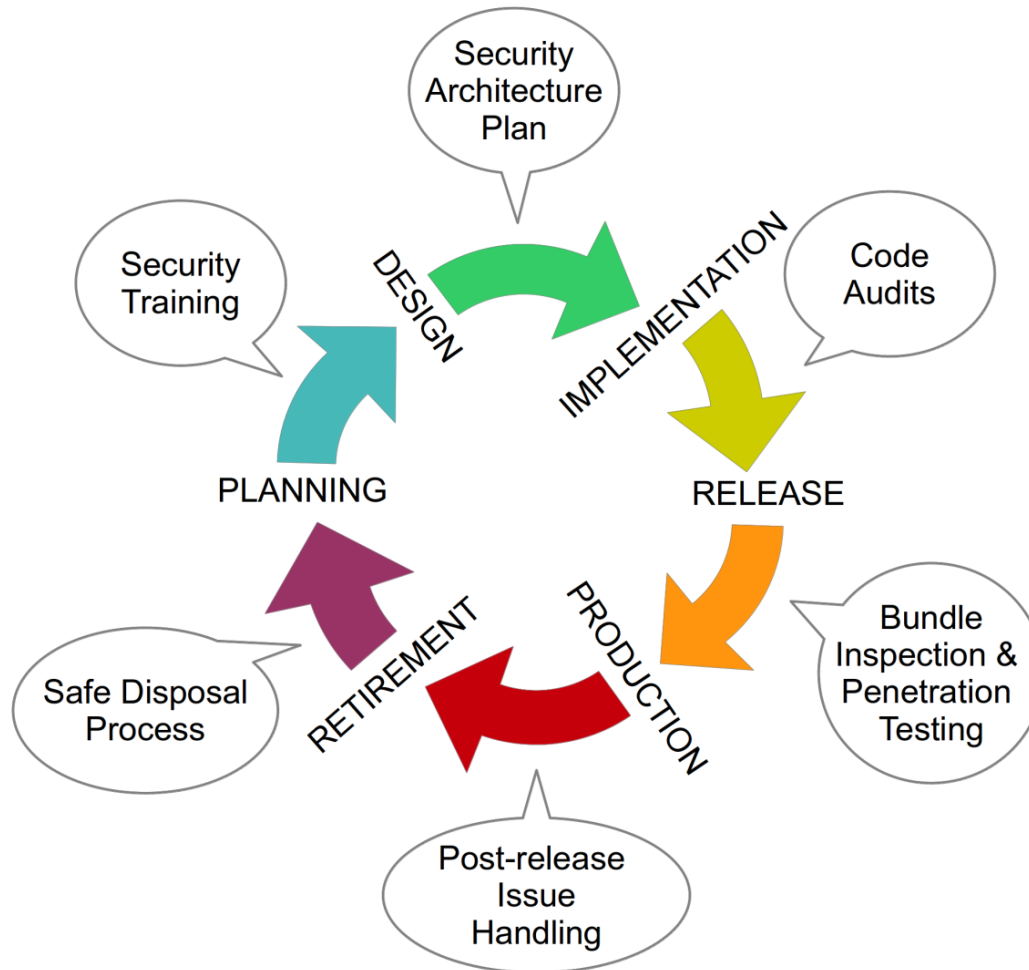 Security
Architecture
Plan
Security
Training
DESIGN
IMPLEMENTATION
Code
Audits
PLANNING
RELEASE
Safe Disposal
Process
RETIREMENT
PRODUCTION
Bundle
Inspection &
Penetration
Testing
Post-release
Issue
Handling